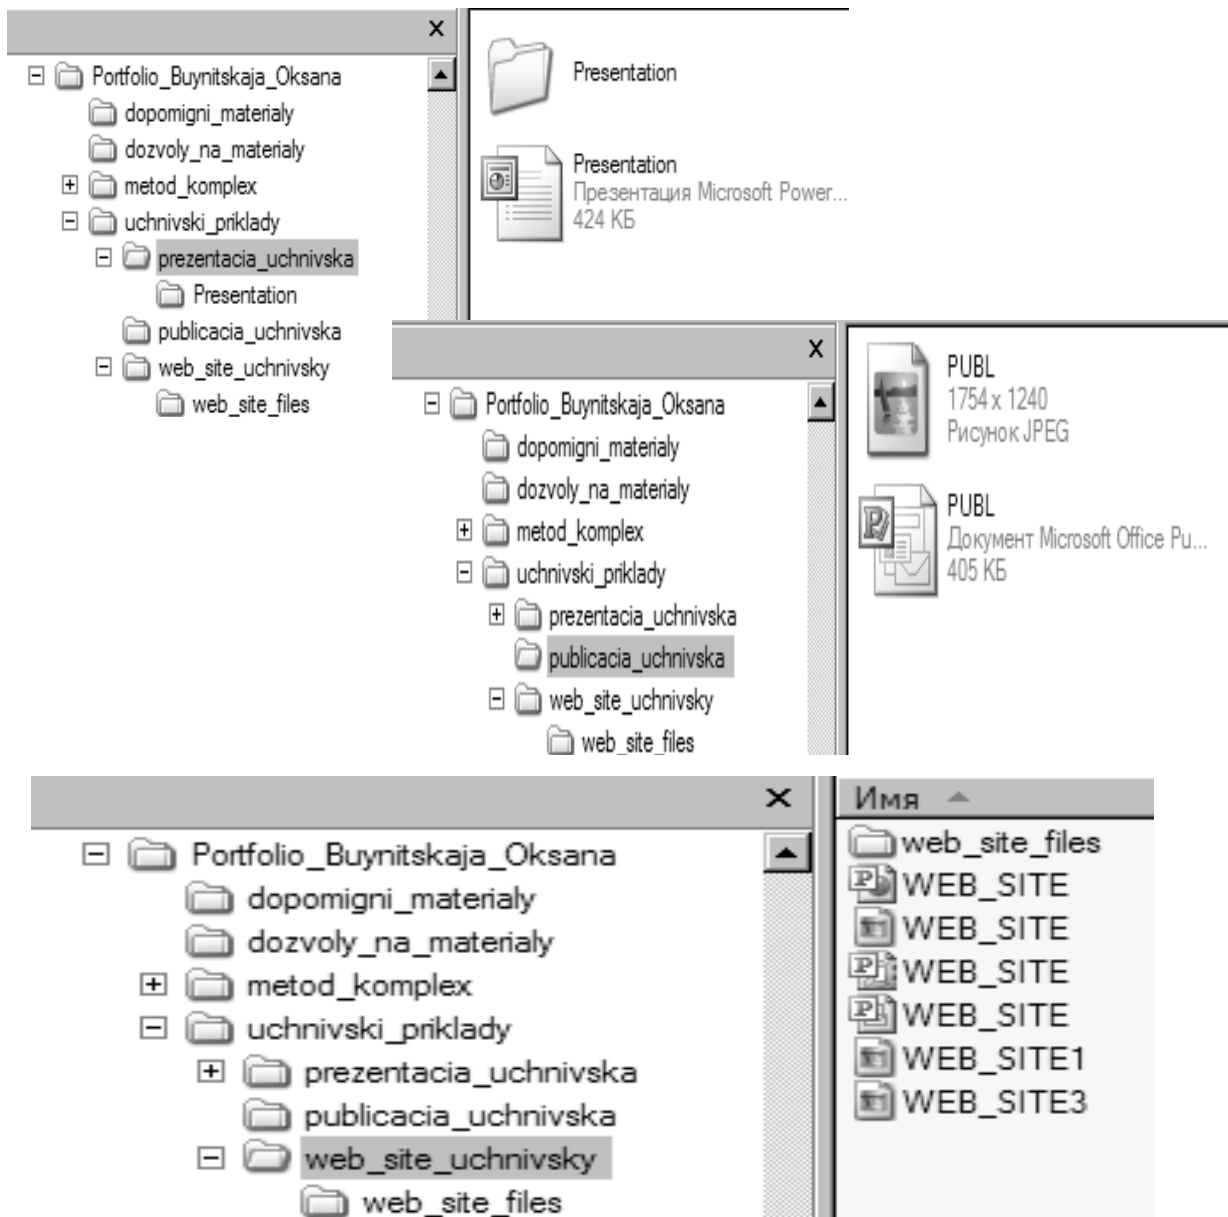 Portfolio_Buynitskaja_Oksana
dopomigni_materialy
dozvoly_na_materialy
metod_komplex
uchnivski_priklady
prezentacia_uchnivska
Presentation
publicacia_uchnivska
web_site_uchnivsky
web_site_files
Presentation
Presentation
Презентация Microsoft Power...
424 КБ
Portfolio_Buynitskaja_Oksana
dopomigni_materialy
dozvoly_na_materialy
metod_komplex
uchnivski_priklady
prezentacia_uchnivska
publicacia_uchnivska
web_site_uchnivsky
web_site_files
PUBL
1754 x 1240
Рисунок JPEG
PUBL
Документ Microsoft Office Pu...
405 КБ
Portfolio_Buynitskaja_Oksana
dopomigni_materialy
dozvoly_na_materialy
metod_komplex
uchnivski_priklady
prezentacia_uchnivska
publicacia_uchnivska
web_site_uchnivsky
web_site_files
Имя
web_site_files
WEB_SITE
WEB_SITE
WEB_SITE
WEB_SITE
WEB_SITE1
WEB_SITE3